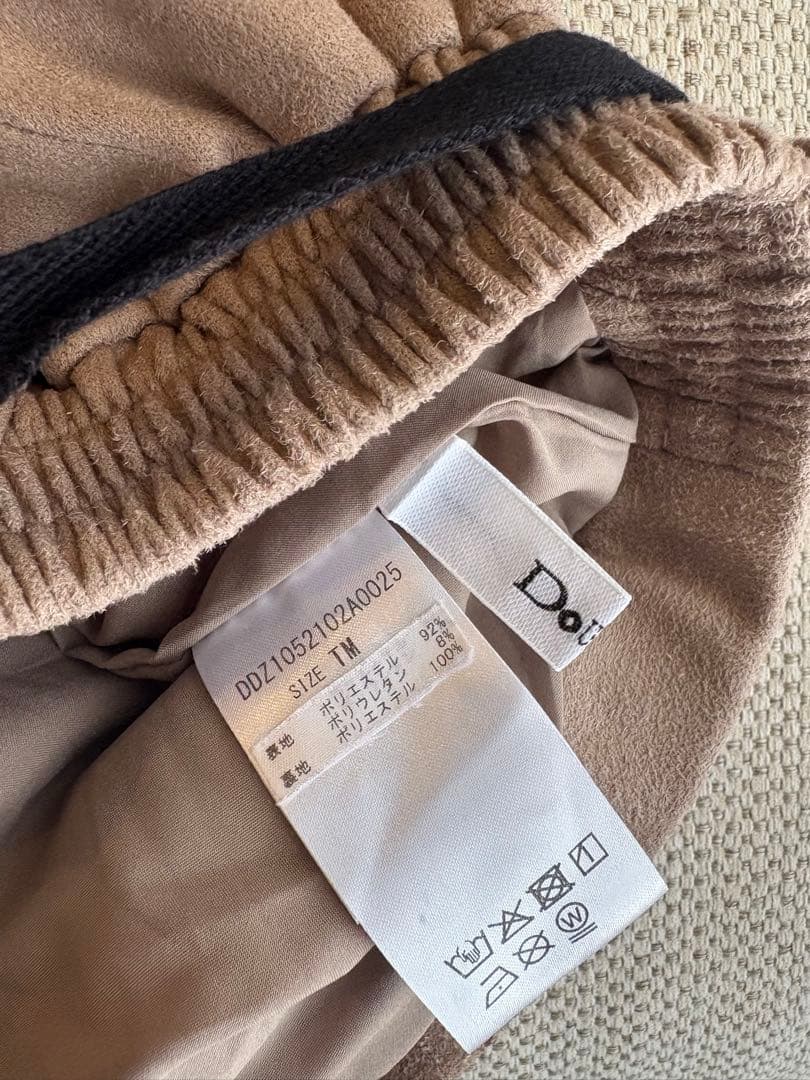 DDZ1052102A0025
SIZE TM
表地 ポリエステル 92%
ポリウレタン 8%
裏地 ポリエステル 100%
W